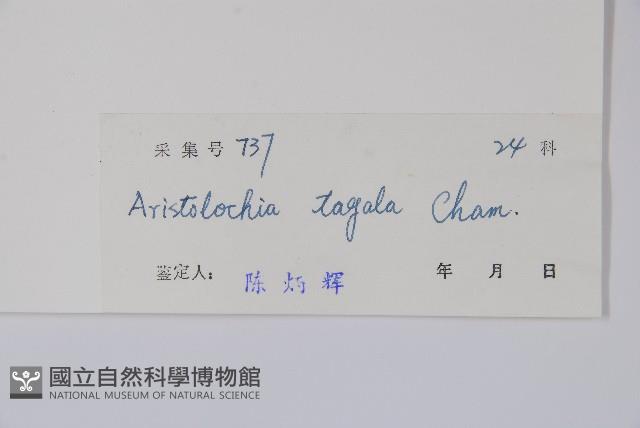 采集号 737 24 科
Aristolochia tagala Cham.
鉴定人: 陈炳辉 年 月 日
國立自然科學博物館
NATIONAL MUSEUM OF NATURAL SCIENCE